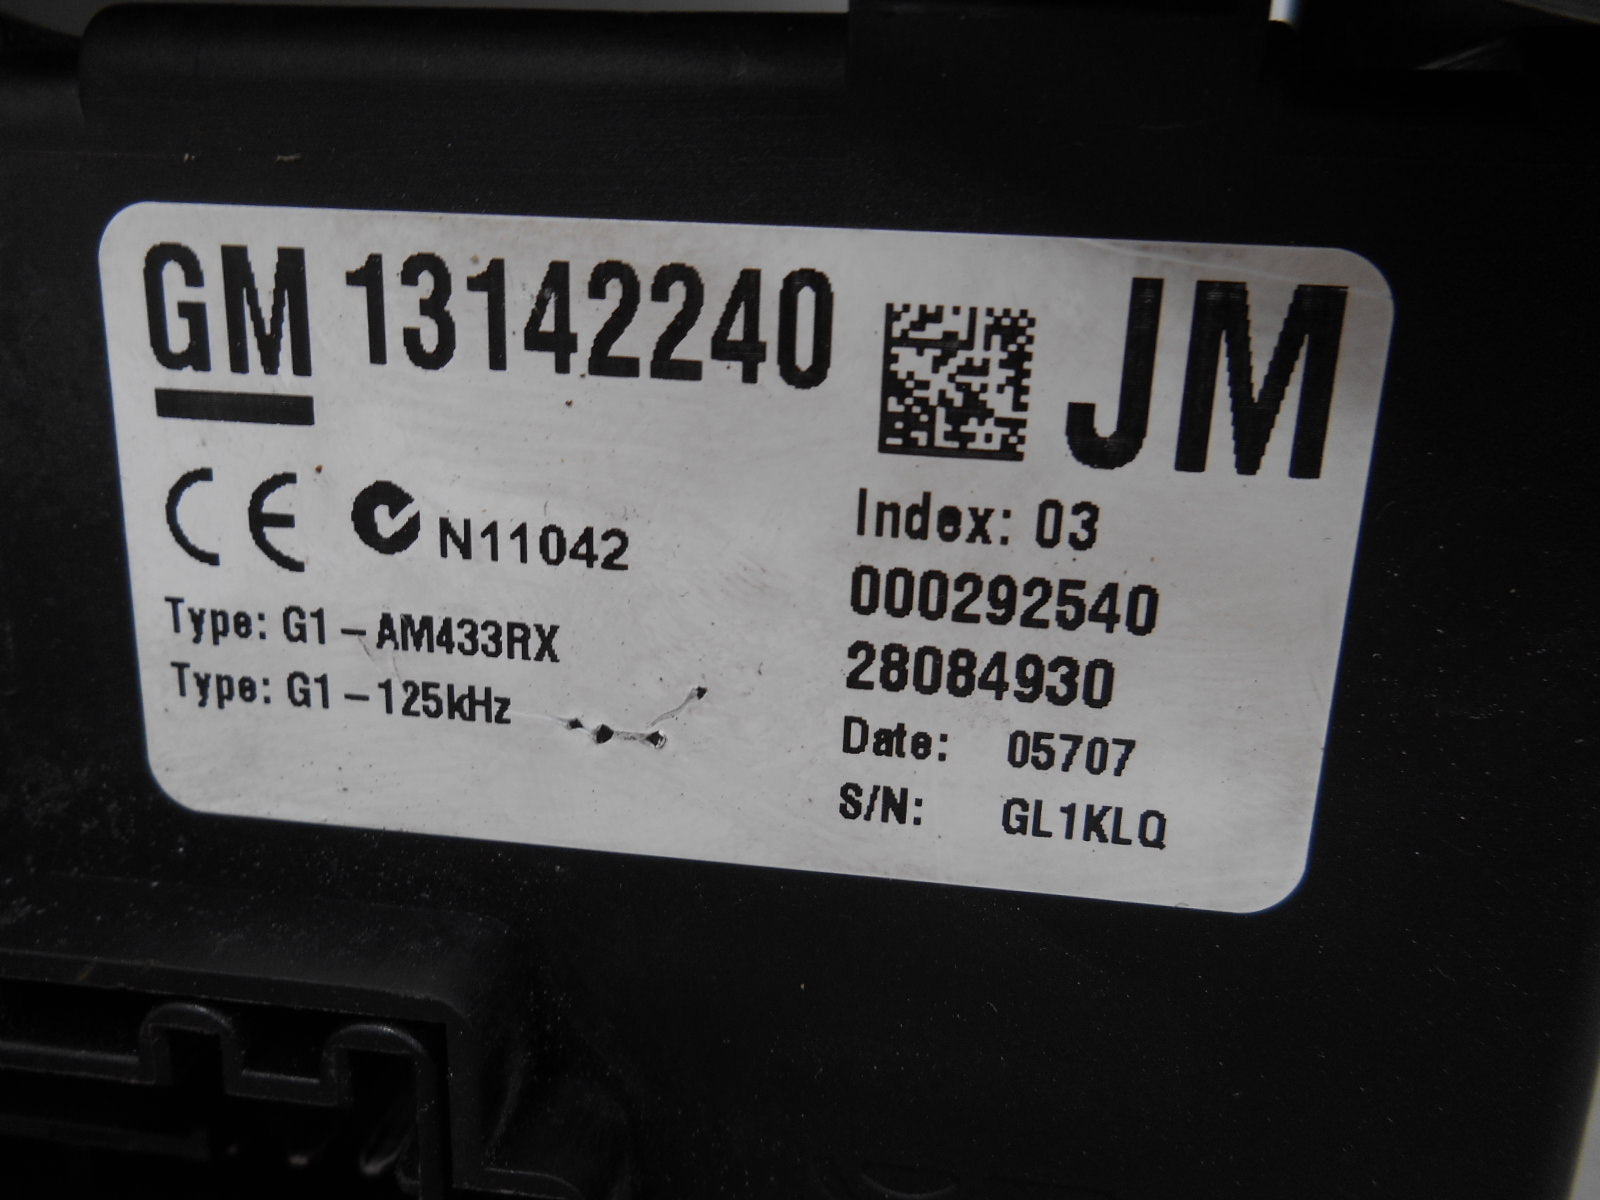 GM 13142240 JM
CE N11042
Index: 03
000292540
Type: G1-AM433RX
28084930
Type: G1-125kHz
Date: 05707
S/N: GL1KLQ